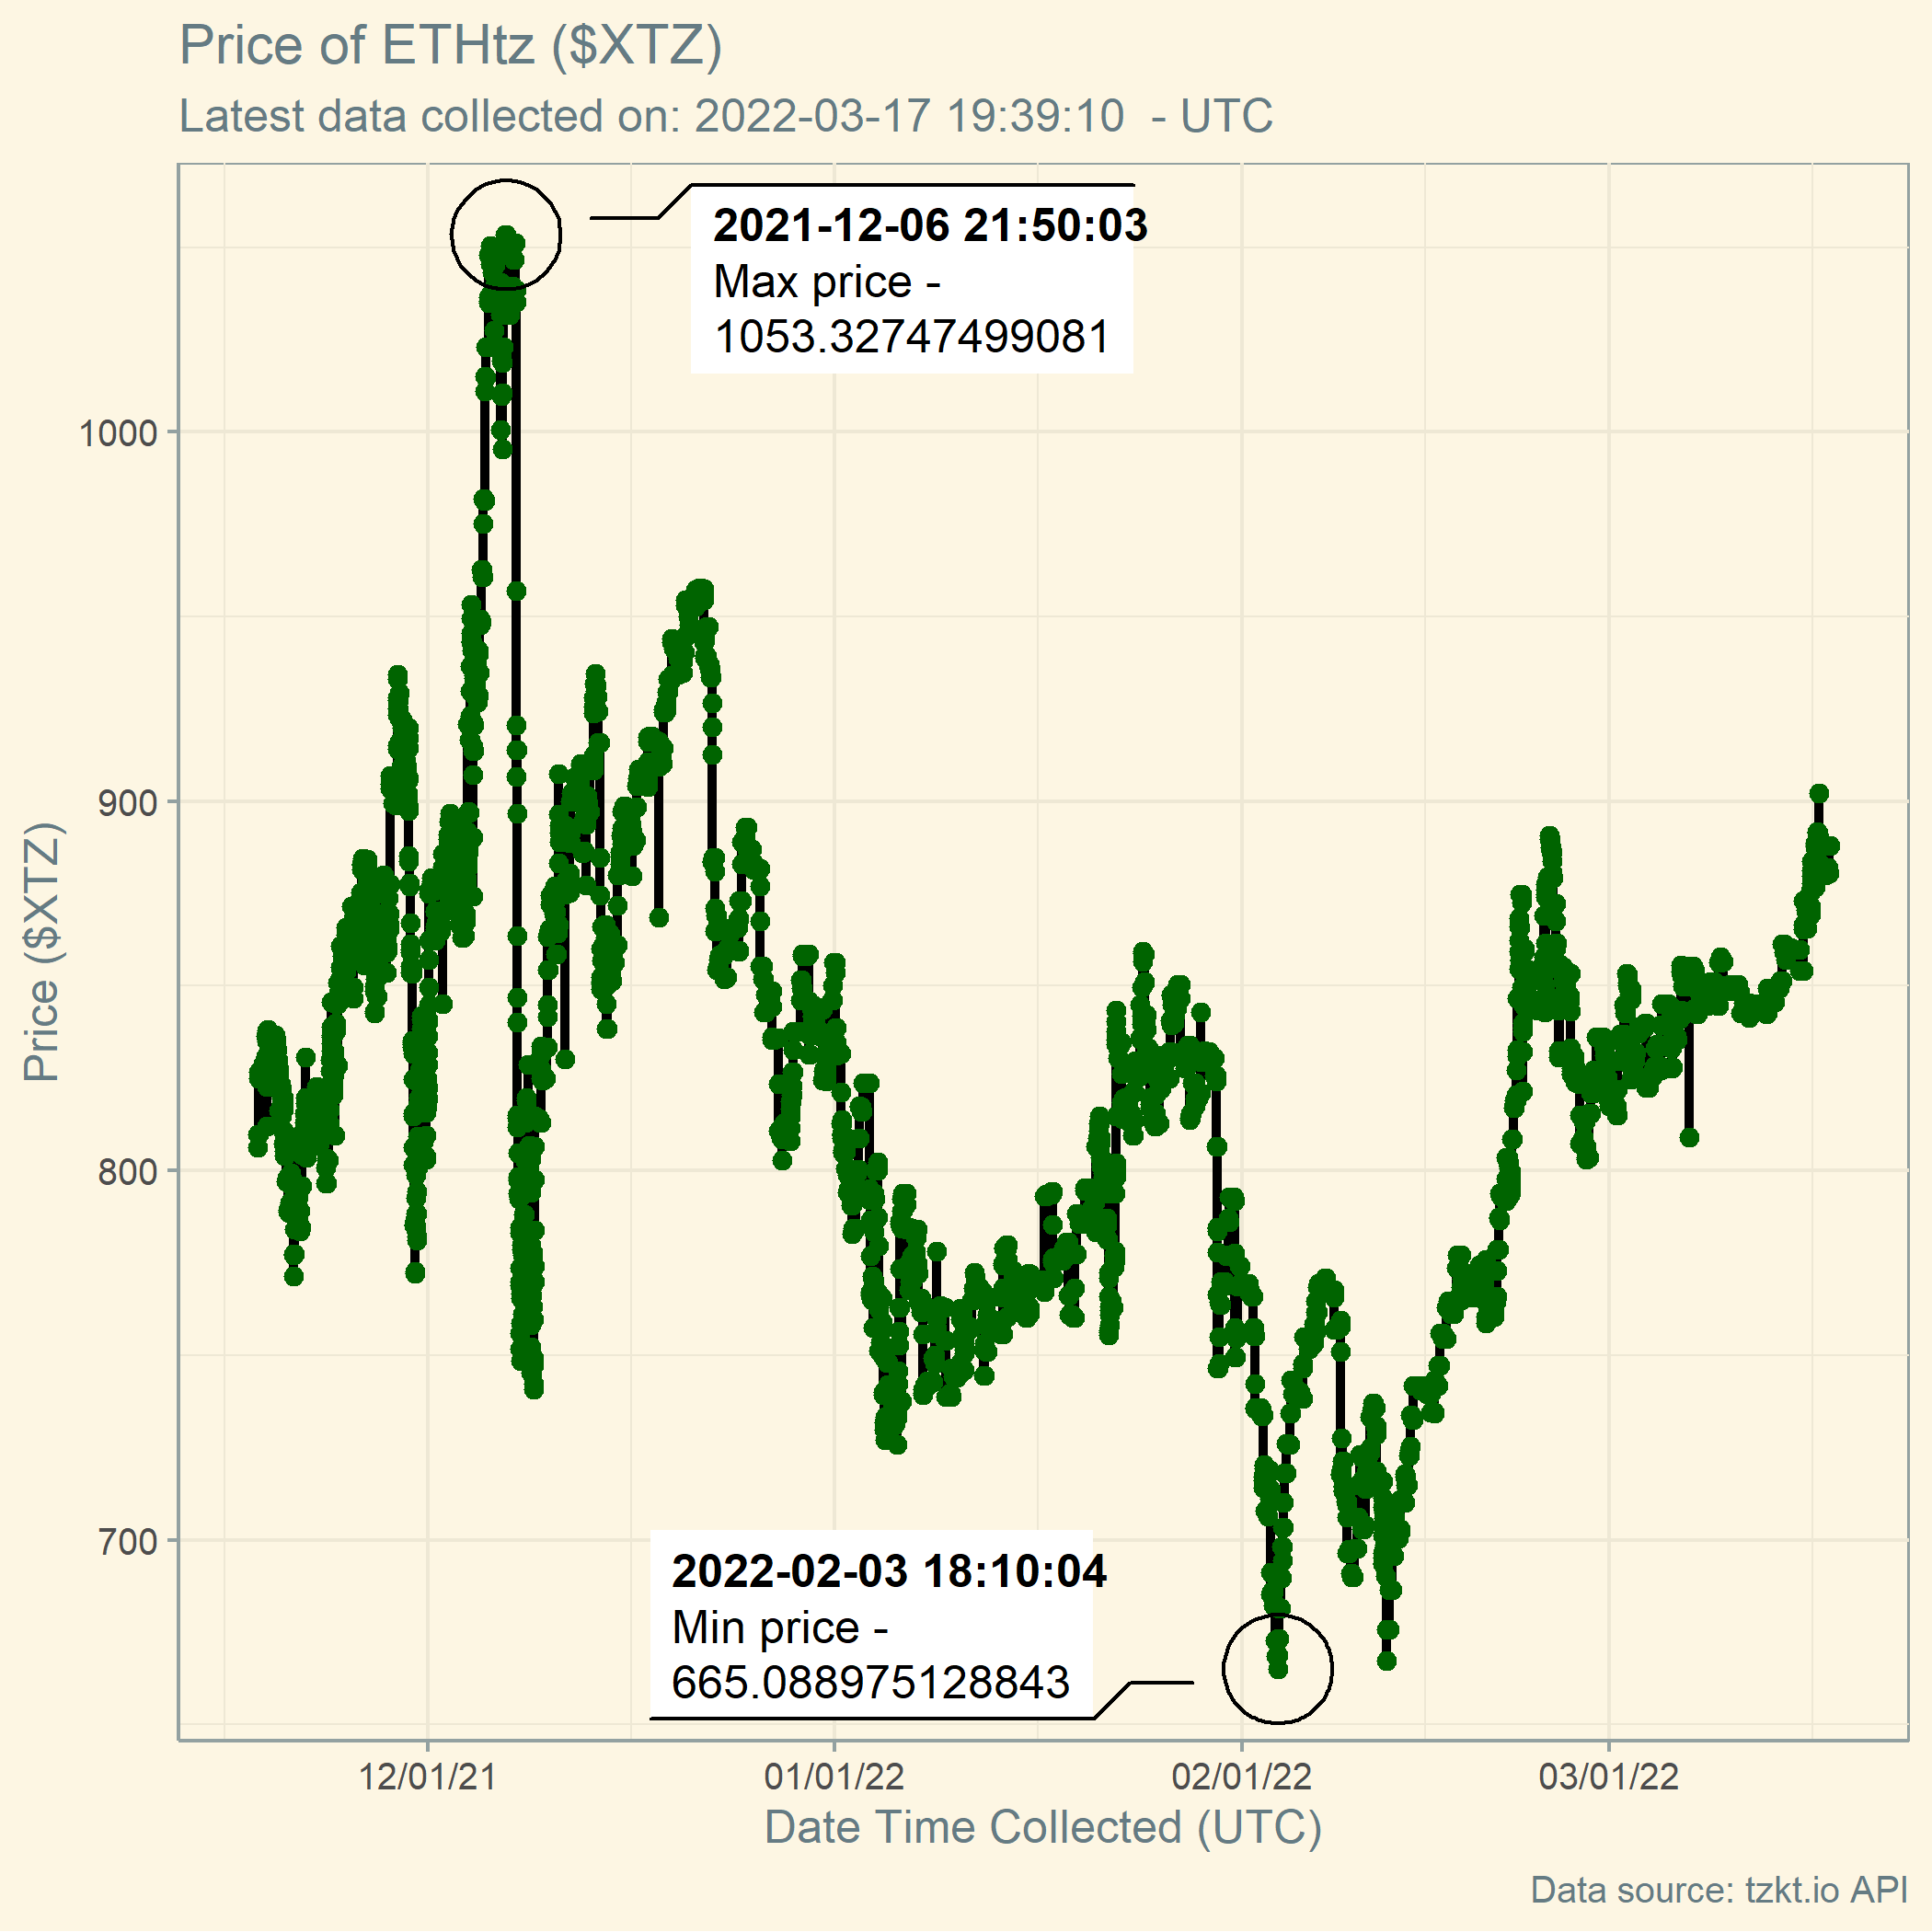 Price of ETHtz ($XTZ)
Latest data collected on: 2022-03-17 19:39:10  - UTC
2021-12-06 21:50:03
Max price -
1053.32747499081
1000
900
800
700
Price ($XTZ)
2022-02-03 18:10:04
Min price -
665.088975128843
12/01/21
01/01/22
02/01/22
03/01/22
Date Time Collected (UTC)
Data source: tzkt.io API